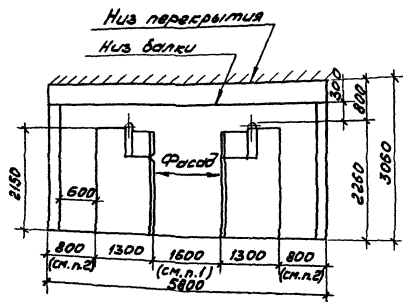 Низ перекрытия
Низ балки
300
800
3060
2260
Фасад
2150
600
800
1300
1600
1300
800
(см.п.2)
(см.п.1)
(см.п.2)
5800